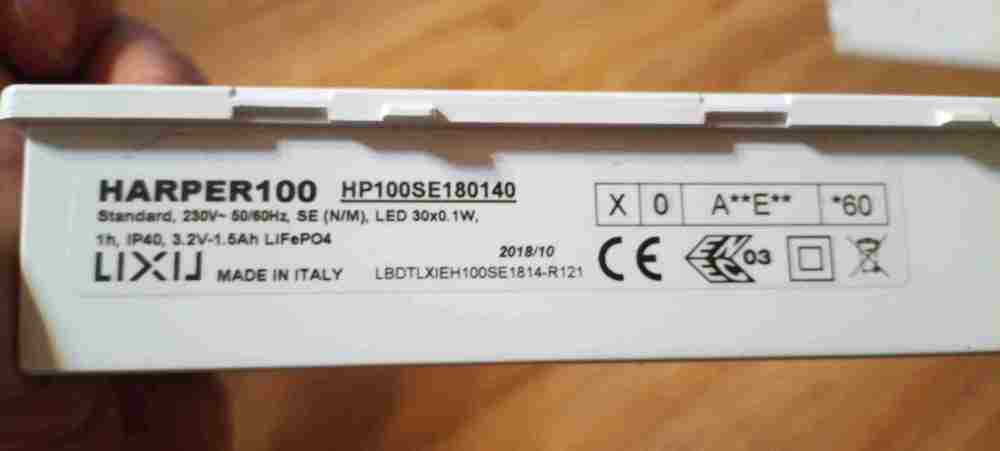 HARPER100 HP100SE180140
Standard, 230V~ 50/60Hz, SE (N/M), LED 30x0.1W,
1h, IP40, 3.2V-1.5Ah LiFePO4
2018/10
LIXIJ MADE IN ITALY LBDTLXIEH100SE1814-R121
X 0 A**E** *60
CE 03